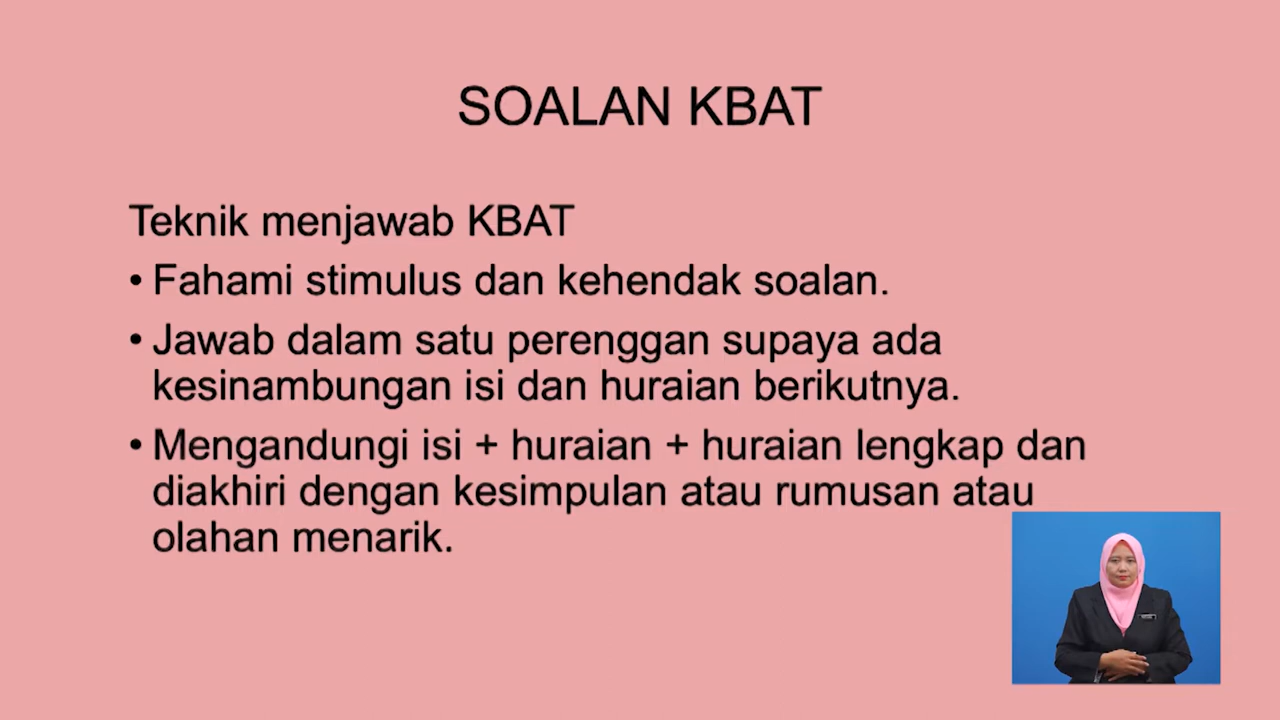 SOALAN KBAT
Teknik menjawab KBAT
• Fahami stimulus dan kehendak soalan.
• Jawab dalam satu perenggan supaya ada
kesinambungan isi dan huraian berikutnya.
• Mengandungi isi + huraian + huraian lengkap dan
diakhiri dengan kesimpulan atau rumusan atau
olahan menarik.